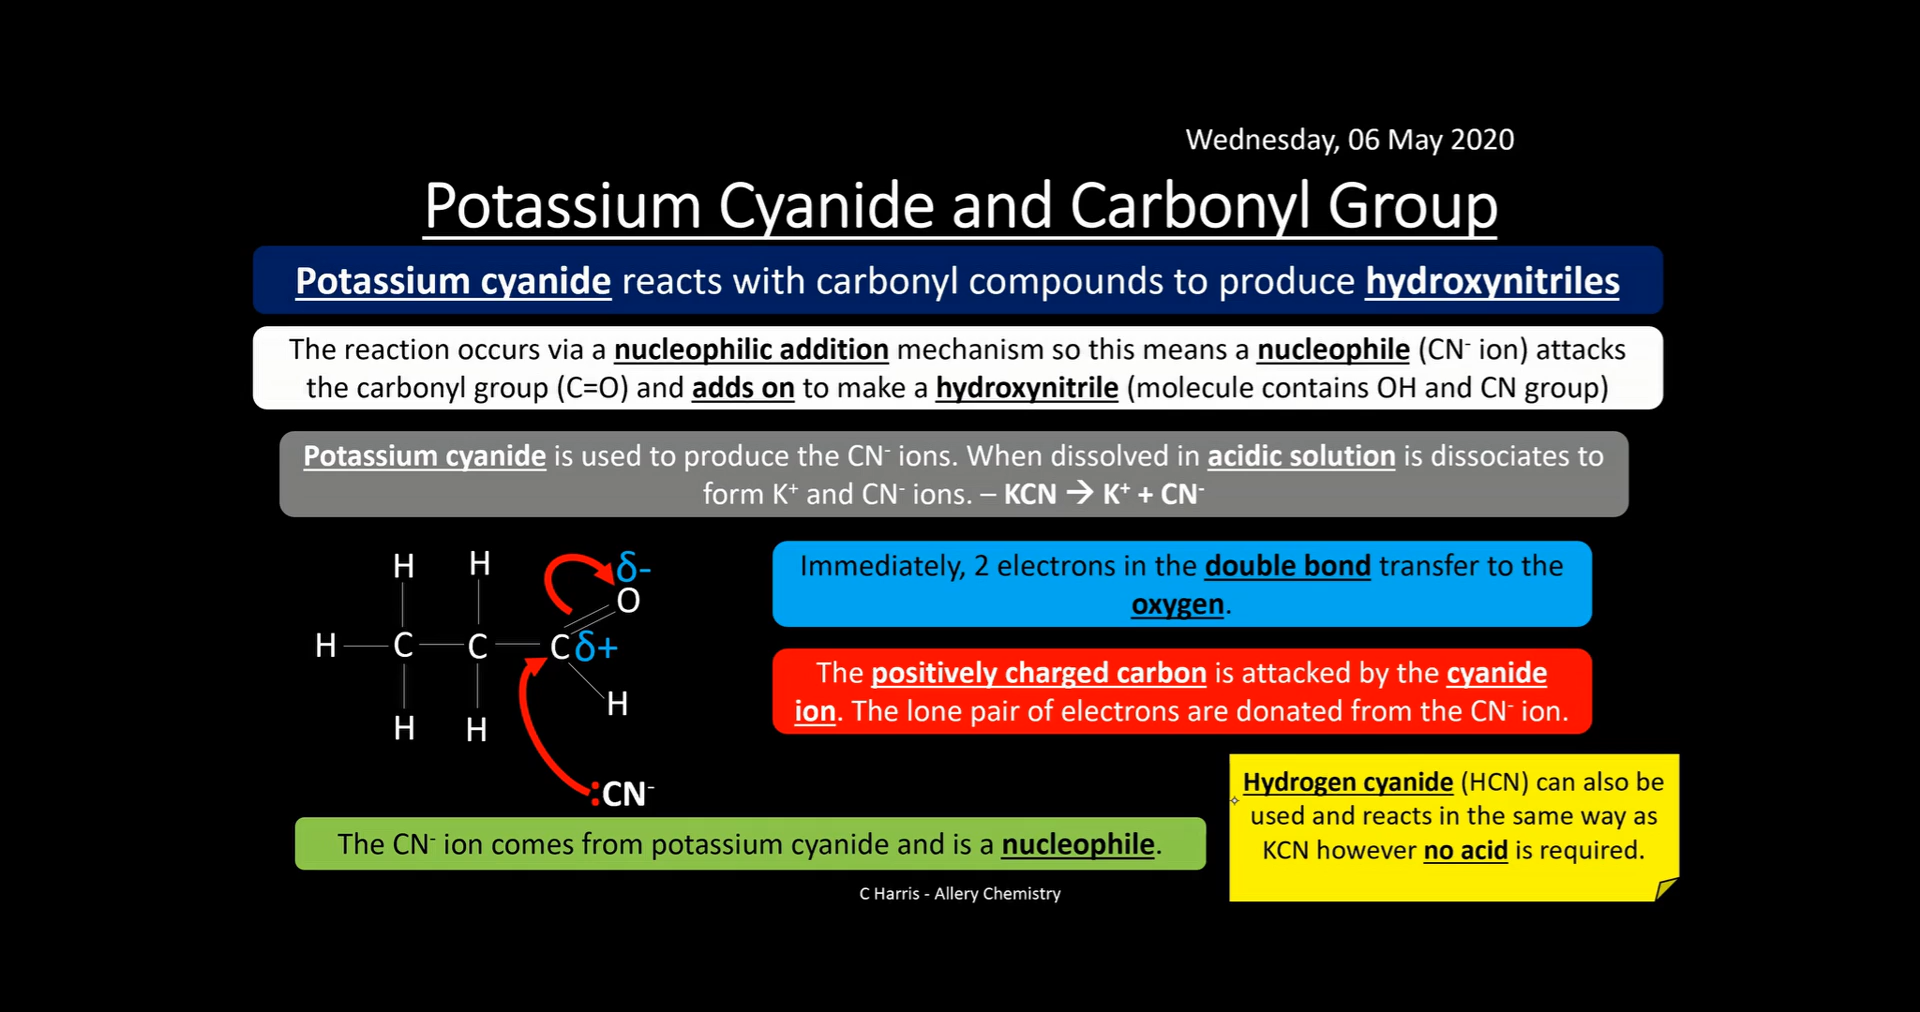 Wednesday, 06 May 2020
Potassium Cyanide and Carbonyl Group
Potassium cyanide reacts with carbonyl compounds to produce hydroxynitriles
The reaction occurs via a nucleophilic addition mechanism so this means a nucleophile (CN⁻ ion) attacks
the carbonyl group (C=O) and adds on to make a hydroxynitrile (molecule contains OH and CN group)
Potassium cyanide is used to produce the CN⁻ ions. When dissolved in acidic solution is dissociates to
form K⁺ and CN⁻ ions. – KCN → K⁺ + CN⁻
H H δ-
O
H C C C δ+
H
H H
:CN⁻
Immediately, 2 electrons in the double bond transfer to the
oxygen.
The positively charged carbon is attacked by the cyanide
ion. The lone pair of electrons are donated from the CN⁻ ion.
The CN⁻ ion comes from potassium cyanide and is a nucleophile.
Hydrogen cyanide (HCN) can also be
used and reacts in the same way as
KCN however no acid is required.
C Harris - Allery Chemistry